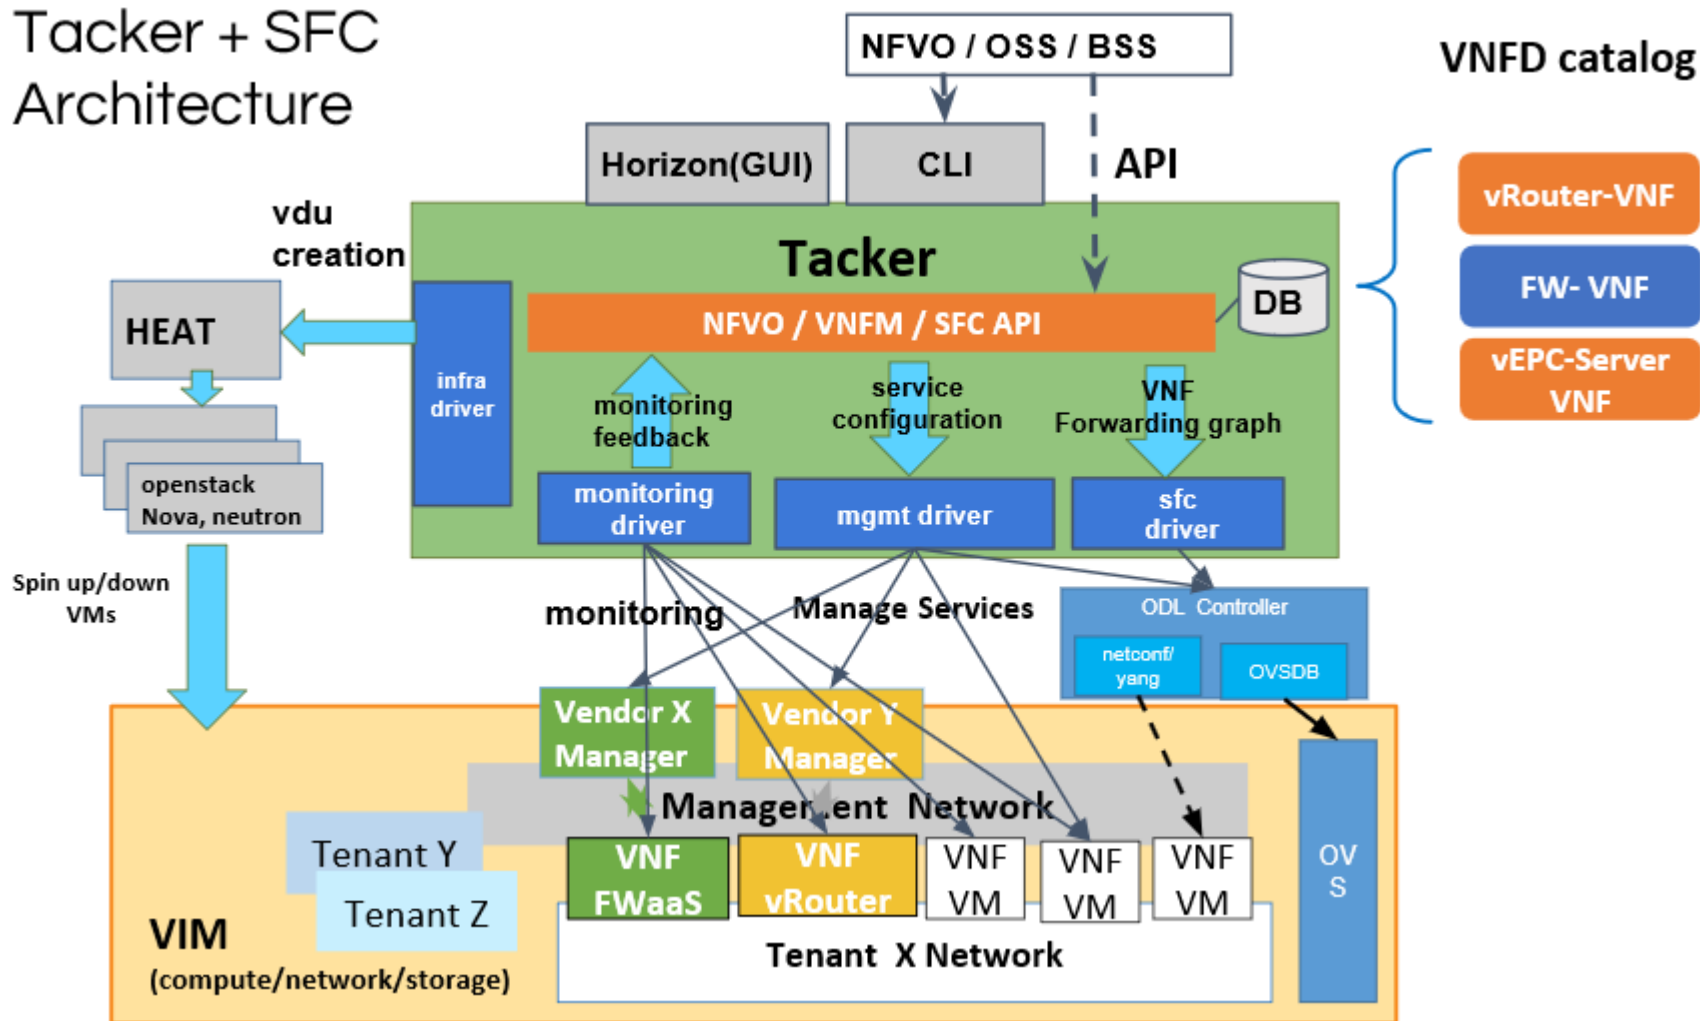 Tacker + SFC
Architecture
NFVO / OSS / BSS
VNFD catalog
Horizon(GUI)
CLI
API
vRouter-VNF
FW- VNF
vEPC-Server
VNF
vdu
creation
Tacker
DB
NFVO / VNFM / SFC API
HEAT
infra
driver
monitoring
feedback
service
configuration
VNF
Forwarding graph
openstack
Nova, neutron
monitoring
driver
mgmt driver
sfc
driver
Spin up/down
VMs
monitoring
Manage Services
ODL Controller
netconf/
yang
OVSDB
Vendor X
Manager
Vendor Y
Manager
Management Network
Tenant Y
Tenant Z
VNF
FWaaS
VNF
vRouter
VNF
VM
VNF
VM
VNF
VM
OV
S
VIM
(compute/network/storage)
Tenant X Network